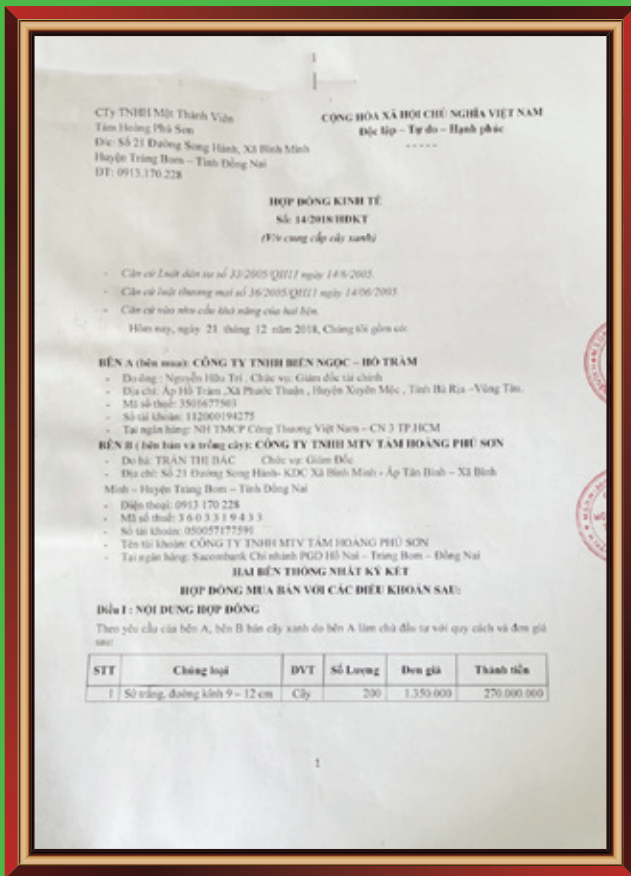 CTy TNHH Một Thành Viên
Tâm Hoàng Phú Sơn
Đ/c: Số 21 Đường Song Hành, Xã Bình Minh
Huyện Trảng Bom – Tỉnh Đồng Nai
ĐT: 0913.170.228
CỘNG HÒA XÃ HỘI CHỦ NGHĨA VIỆT NAM
Độc lập – Tự do – Hạnh phúc
-----
HỢP ĐỒNG KINH TẾ
Số: 14/2018/HĐKT
(V/v cung cấp cây xanh)
- Căn cứ Luật dân sự số 33/2005/QH11 ngày 14/6/2005.
- Căn cứ luật thương mại số 36/2005/QH11 ngày 14/06/2005
- Căn cứ vào nhu cầu khả năng của hai bên.
Hôm nay, ngày 21 tháng 12 năm 2018, Chúng tôi gồm có:
BÊN A (bên mua): CÔNG TY TNHH BIỂN NGỌC – HỒ TRÀM
- Do ông : Nguyễn Hữu Trí . Chức vụ: Giám đốc tài chính
- Địa chỉ: Ấp Hồ Tràm ,Xã Phước Thuận , Huyện Xuyên Mộc , Tỉnh Bà Rịa –Vũng Tàu.
- Mã số thuế: 3505677503
- Số tài khoản: 112000194275
- Tại ngân hàng: NH TMCP Công Thương Việt Nam – CN 3 TP.HCM
BÊN B ( bên bán và trồng cây): CÔNG TY TNHH MTV TÂM HOÀNG PHÚ SƠN
- Do bà: TRẦN THỊ BẮC Chức vụ: Giám Đốc
- Địa chỉ: Số 21 Đường Song Hành- KDC Xã Bình Minh - Ấp Tân Bình – Xã Bình
Minh – Huyện Trảng Bom – Tỉnh Đồng Nai
- Điện thoại: 0913 170 228
- Mã số thuế: 3 6 0 3 3 1 9 4 3 3
- Số tài khoản: 050057177591
- Tên tài khoản: CÔNG TY TNHH MTV TÂM HOÀNG PHÚ SƠN
- Tại ngân hàng: Sacombank Chi nhánh PGD Hố Nai – Trảng Bom – Đồng Nai
HAI BÊN THỐNG NHẤT KÝ KẾT
HỢP ĐỒNG MUA BÁN VỚI CÁC ĐIỀU KHOẢN SAU:
Điều I : NỘI DUNG HỢP ĐỒNG
Theo yêu cầu của bên A, bên B bán cây xanh do bên A làm chủ đầu tư với quy cách và đơn giá
sau:
STT Chủng loại ĐVT Số Lượng Đơn giá Thành tiền
1 Sứ trắng, đường kính 9 – 12 cm Cây 200 1.350.000 270.000.000
1